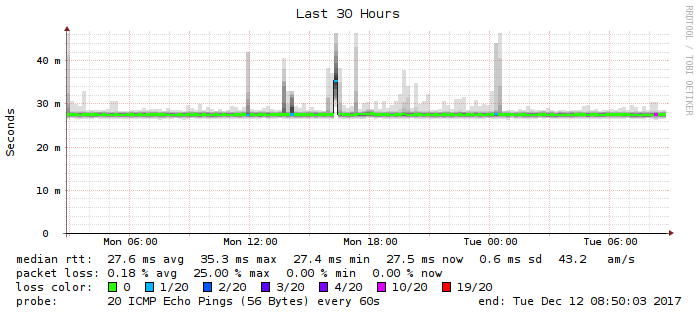 Last 30 Hours
RRDTOOL / TOBI OETIKER
Seconds
40 m
30 m
20 m
10 m
0
Mon 06:00 Mon 12:00 Mon 18:00 Tue 00:00 Tue 06:00
median rtt: 27.6 ms avg 35.3 ms max 27.4 ms min 27.5 ms now 0.6 ms sd 43.2 am/s
packet loss: 0.18 % avg 25.00 % max 0.00 % min 0.00 % now
loss color: 0 1/20 2/20 3/20 4/20 10/20 19/20
probe: 20 ICMP Echo Pings (56 Bytes) every 60s end: Tue Dec 12 08:50:03 2017